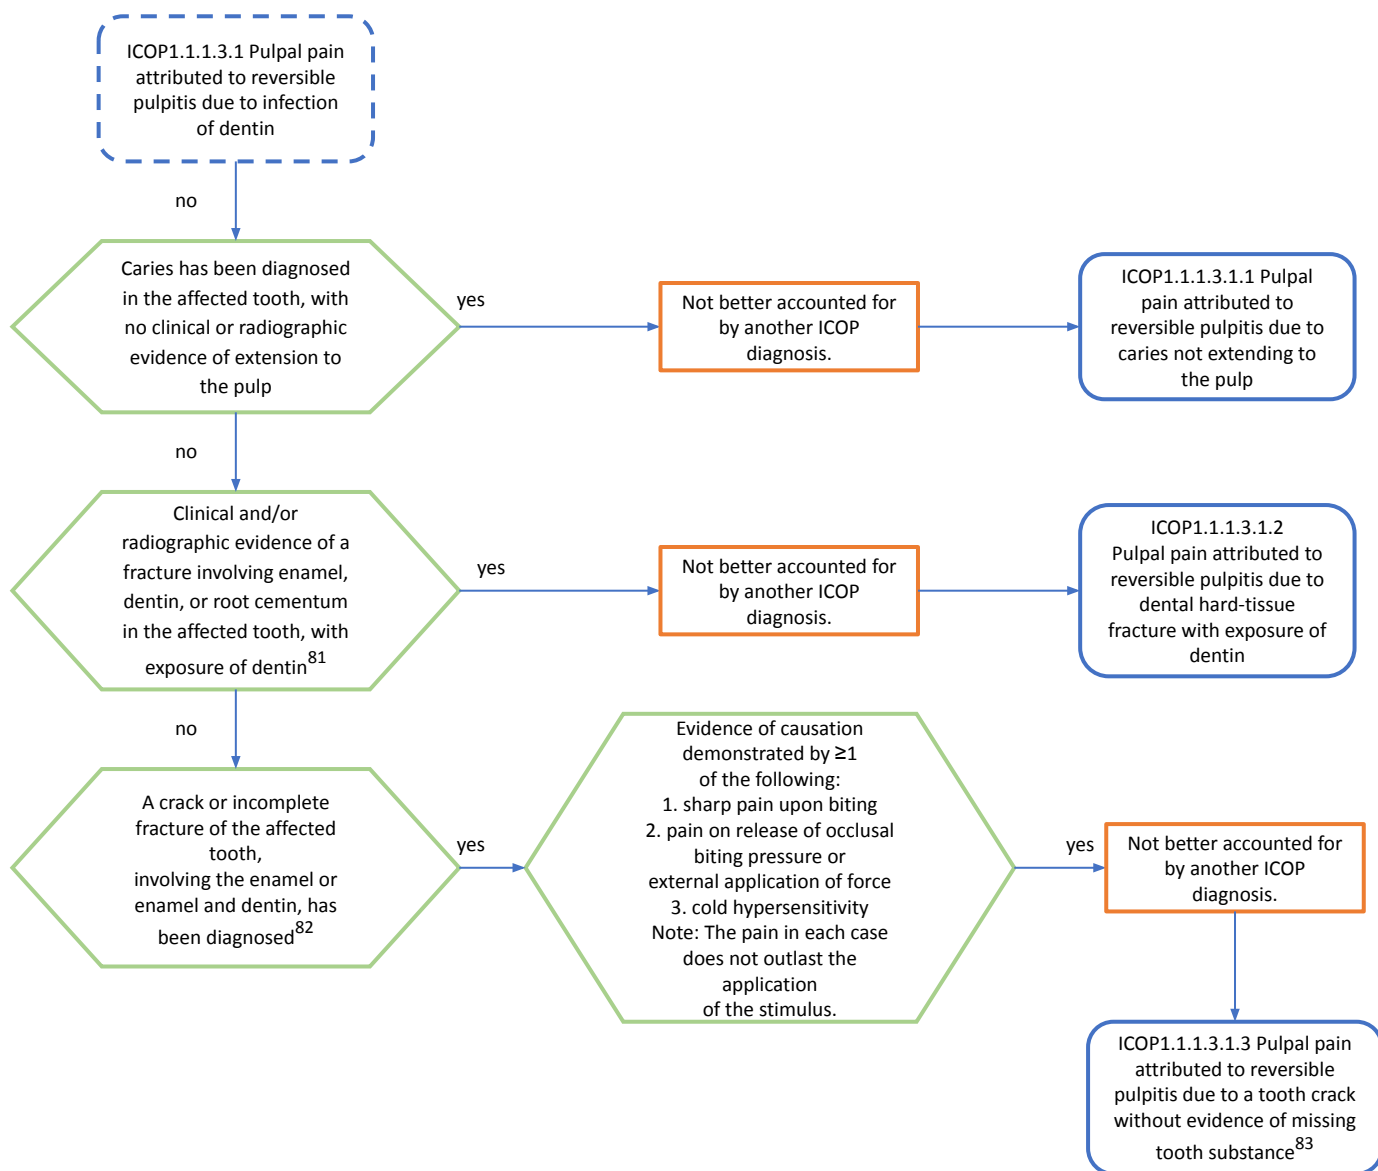 ICOP1.1.1.3.1 Pulpal pain
attributed to reversible
pulpitis due to infection
of dentin
no
Caries has been diagnosed
in the affected tooth, with
no clinical or radiographic
evidence of extension to
the pulp
yes
Not better accounted for
by another ICOP
diagnosis.
ICOP1.1.1.3.1.1 Pulpal
pain attributed to
reversible pulpitis due to
caries not extending to
the pulp
no
Clinical and/or
radiographic evidence of a
fracture involving enamel,
dentin, or root cementum
in the affected tooth, with
exposure of dentin81
yes
Not better accounted for
by another ICOP
diagnosis.
ICOP1.1.1.3.1.2
Pulpal pain attributed to
reversible pulpitis due to
dental hard-tissue
fracture with exposure of
dentin
no
A crack or incomplete
fracture of the affected
tooth,
involving the enamel or
enamel and dentin, has
been diagnosed82
yes
Evidence of causation
demonstrated by ≥1
of the following:
1. sharp pain upon biting
2. pain on release of occlusal
biting pressure or
external application of force
3. cold hypersensitivity
Note: The pain in each case
does not outlast the
application
of the stimulus.
yes
Not better accounted for
by another ICOP
diagnosis.
ICOP1.1.1.3.1.3 Pulpal pain
attributed to reversible
pulpitis due to a tooth crack
without evidence of missing
tooth substance83